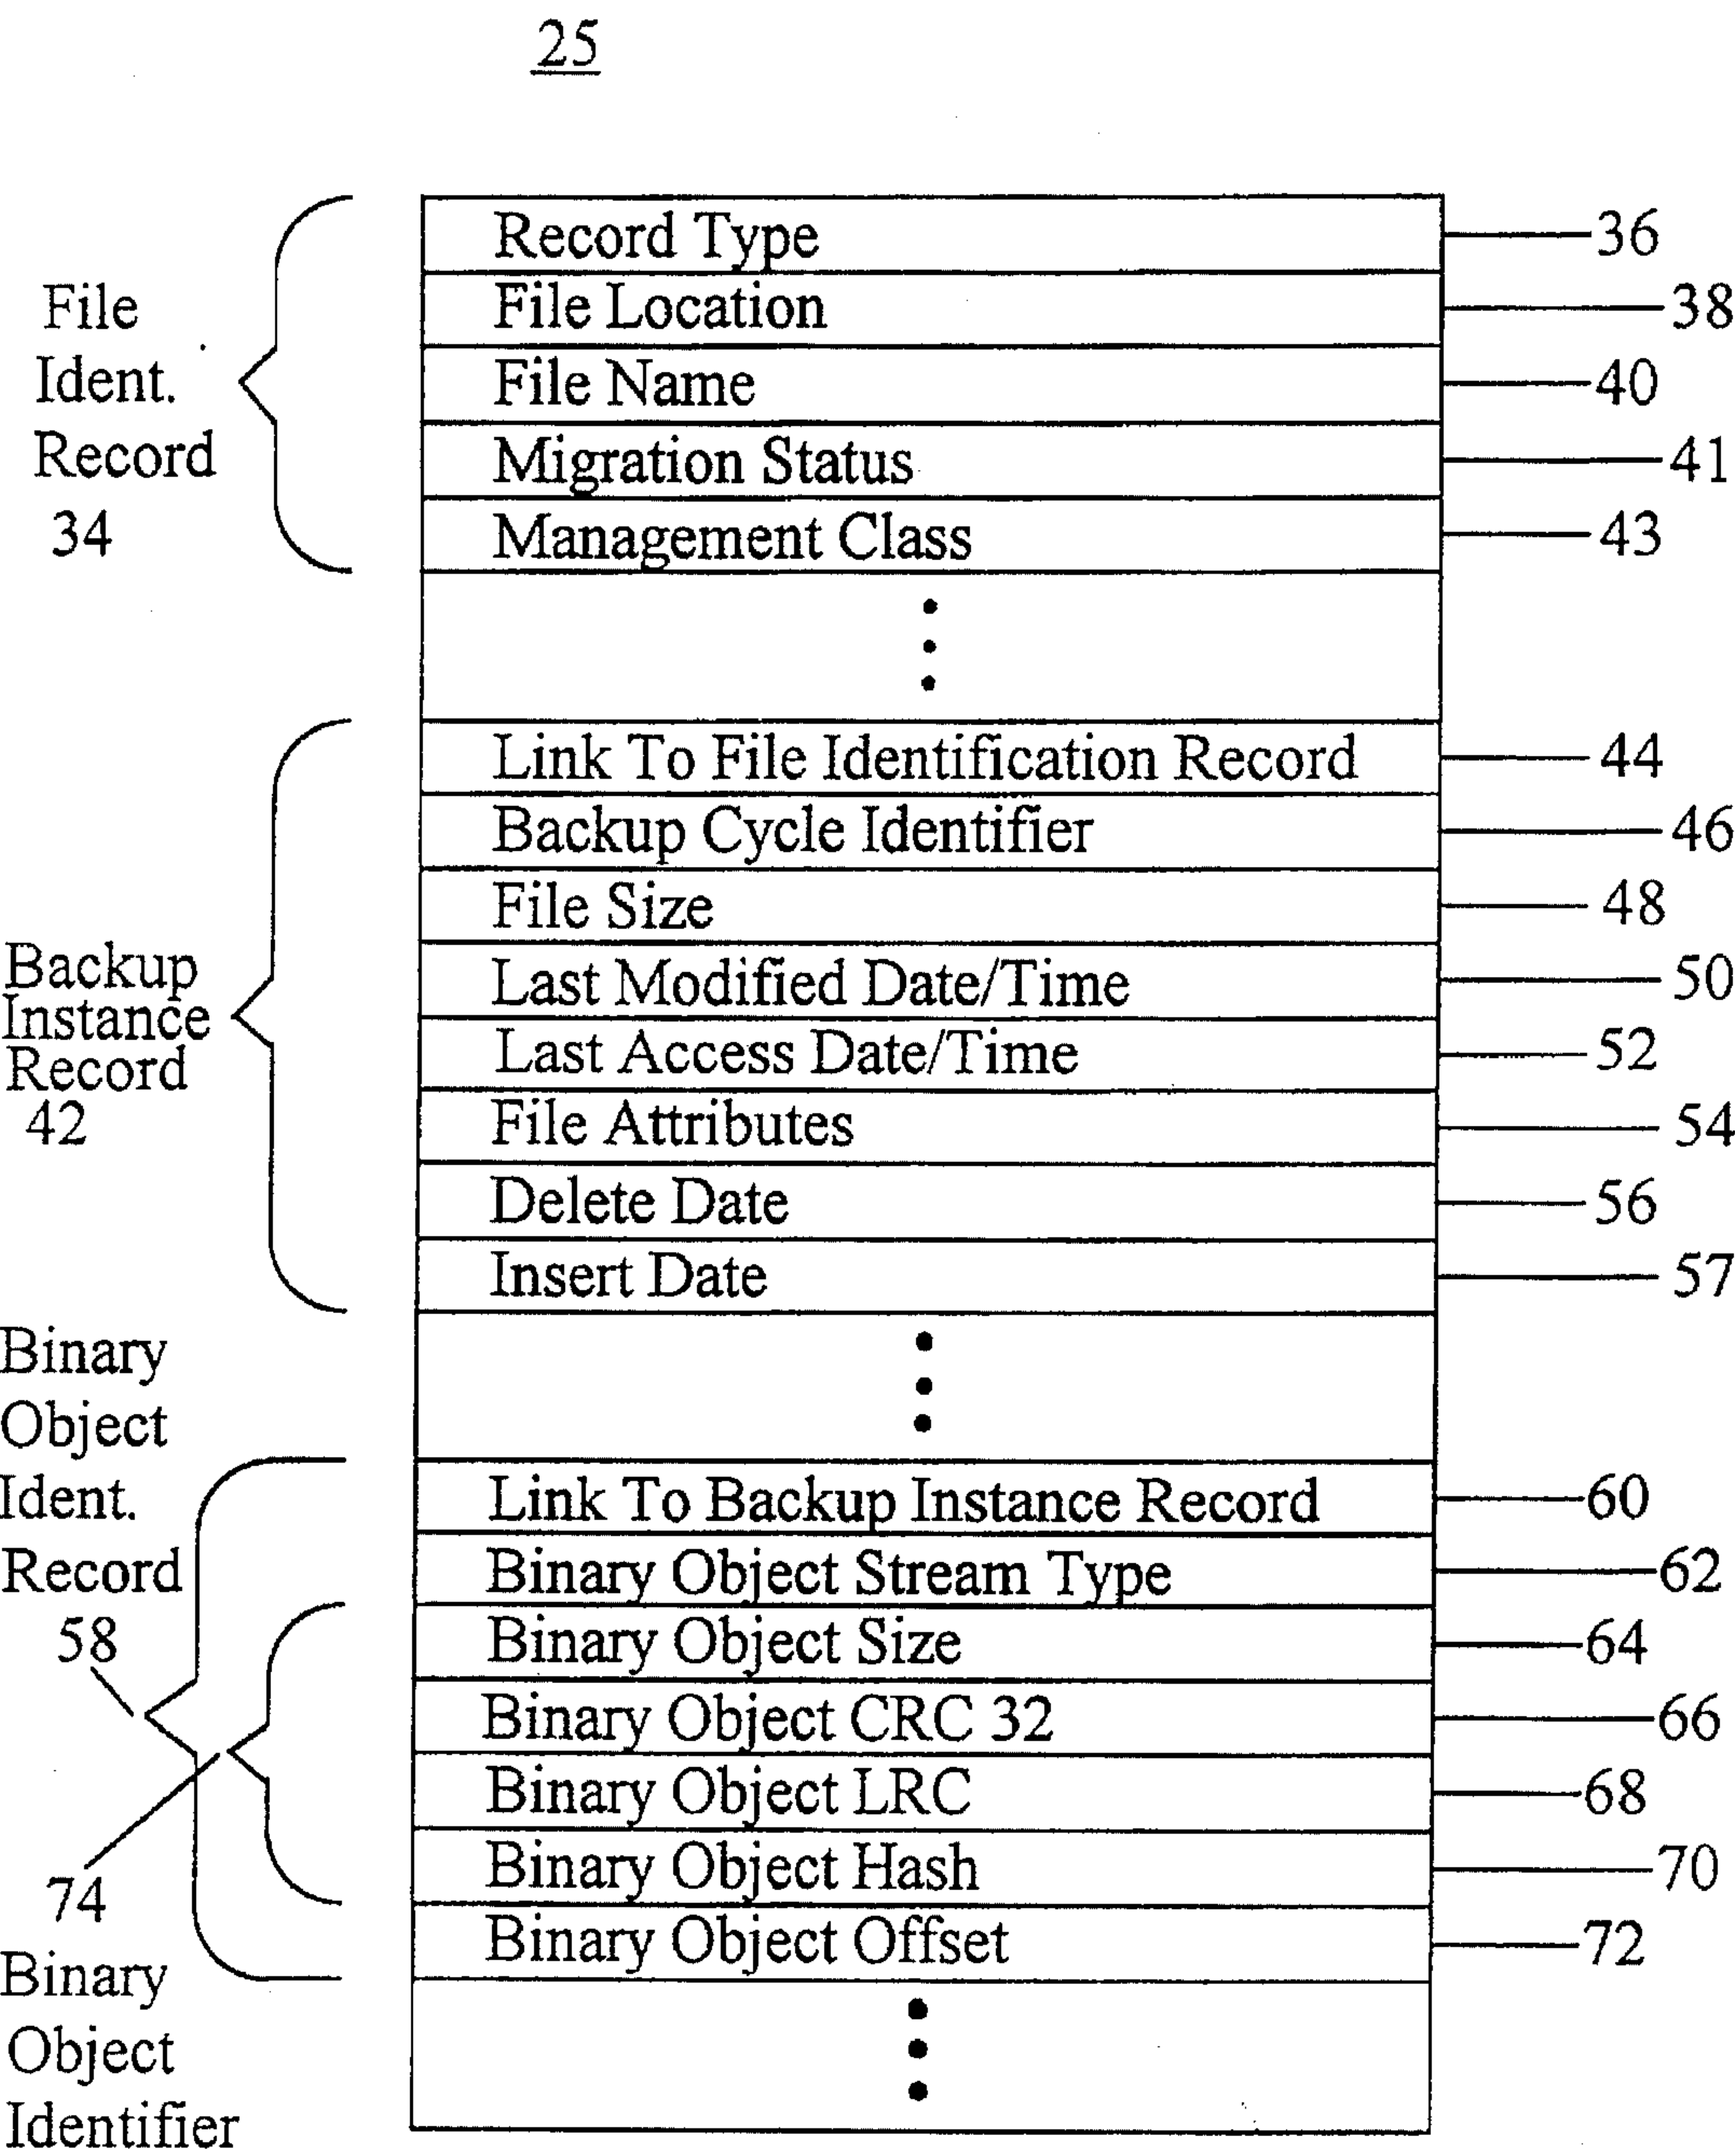 25
File
Ident.
Record
34
Record Type 36
File Location 38
File Name 40
Migration Status 41
Management Class 43
Backup
Instance
Record
42
Link To File Identification Record 44
Backup Cycle Identifier 46
File Size 48
Last Modified Date/Time 50
Last Access Date/Time 52
File Attributes 54
Delete Date 56
Insert Date 57
Binary
Object
Ident.
Record
58
Link To Backup Instance Record 60
Binary Object Stream Type 62
Binary Object Size 64
Binary Object CRC 32 66
Binary Object LRC 68
Binary Object Hash 70
Binary Object Offset 72
74
Binary
Object
Identifier